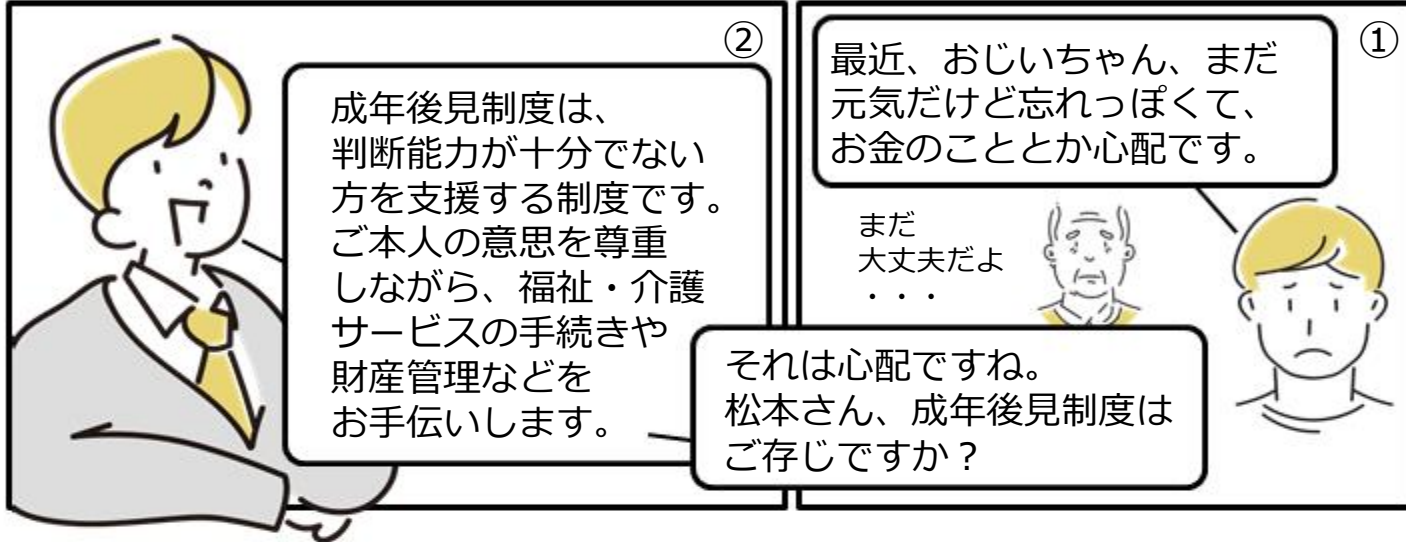 ①
最近、おじいちゃん、まだ
元気だけど忘れっぽくて、
お金のこととか心配です。
まだ
大丈夫だよ
・・・
それは心配ですね。
松本さん、成年後見制度は
ご存じですか？
②
成年後見制度は、
判断能力が十分でない
方を支援する制度です。
ご本人の意思を尊重
しながら、福祉・介護
サービスの手続きや
財産管理などを
お手伝いします。